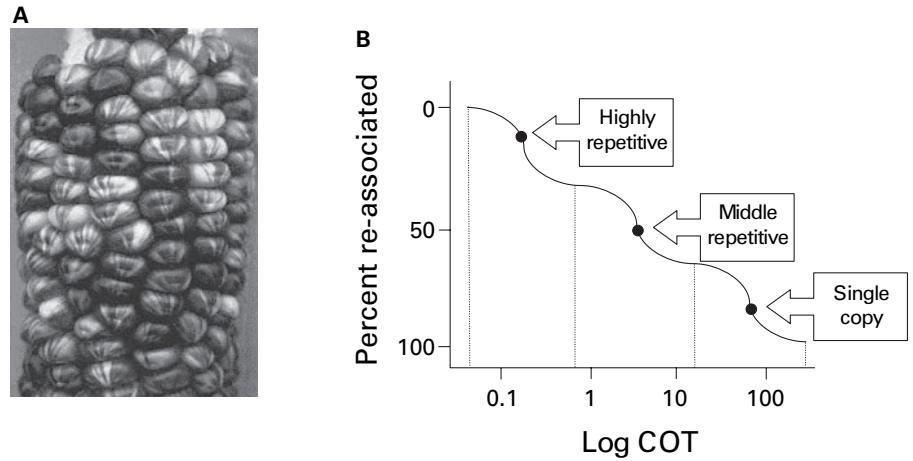 A
B
Percent re-associated
0
50
100
Highly
repetitive
Middle
repetitive
Single
copy
0.1
1
10
100
Log COT